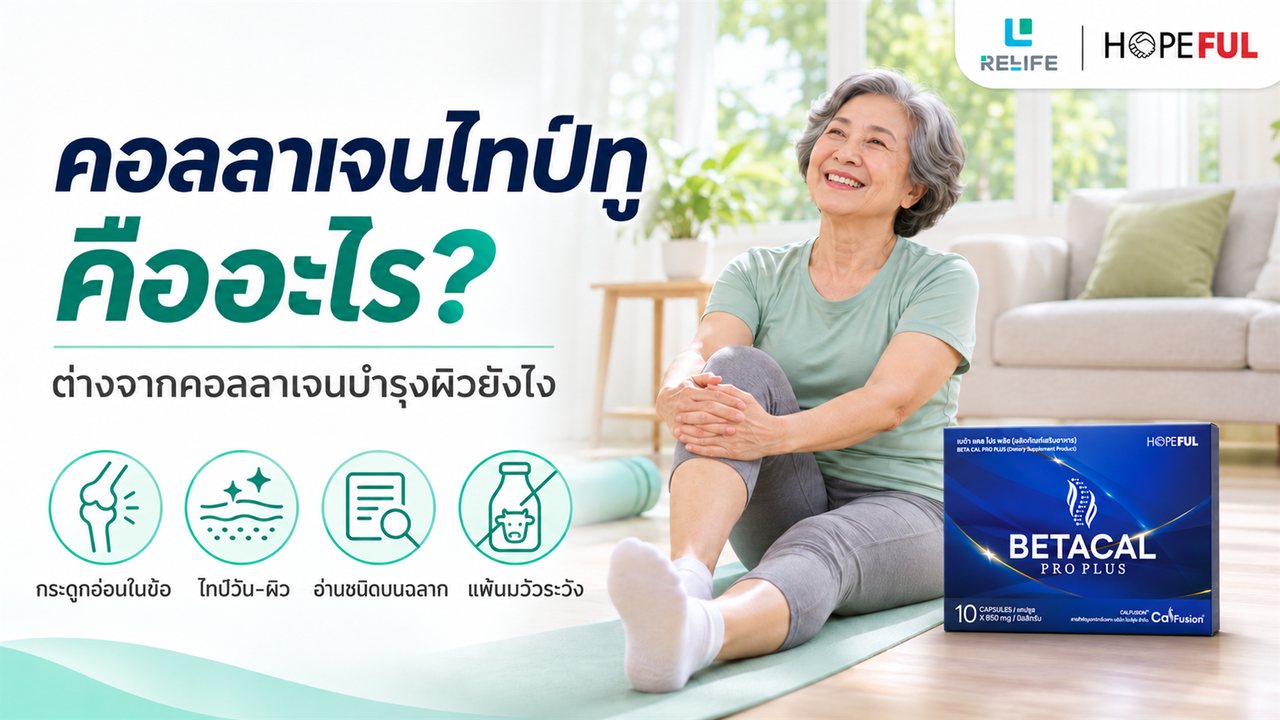 RELIFE
HOPEFUL
คอลลาเจนไทป์ทู
คืออะไร?
ต่างจากคอลลาเจนบำรุงผิวยังไง
กระดูกอ่อนในข้อ
ไทป์วัน-ผิว
อ่านชนิดบนฉลาก
แพ้นมวัวระวัง
เบต้า แคล โปร พลัซ (ผลิตภัณฑ์เสริมอาหาร)
BETA CAL PRO PLUS (Dietary Supplement Product)
HOPEFUL
BETACAL
PRO PLUS
10 CAPSULES / แคปซูล
X 850 mg / มิลลิกรัม
CALFUSION™
CalFusion